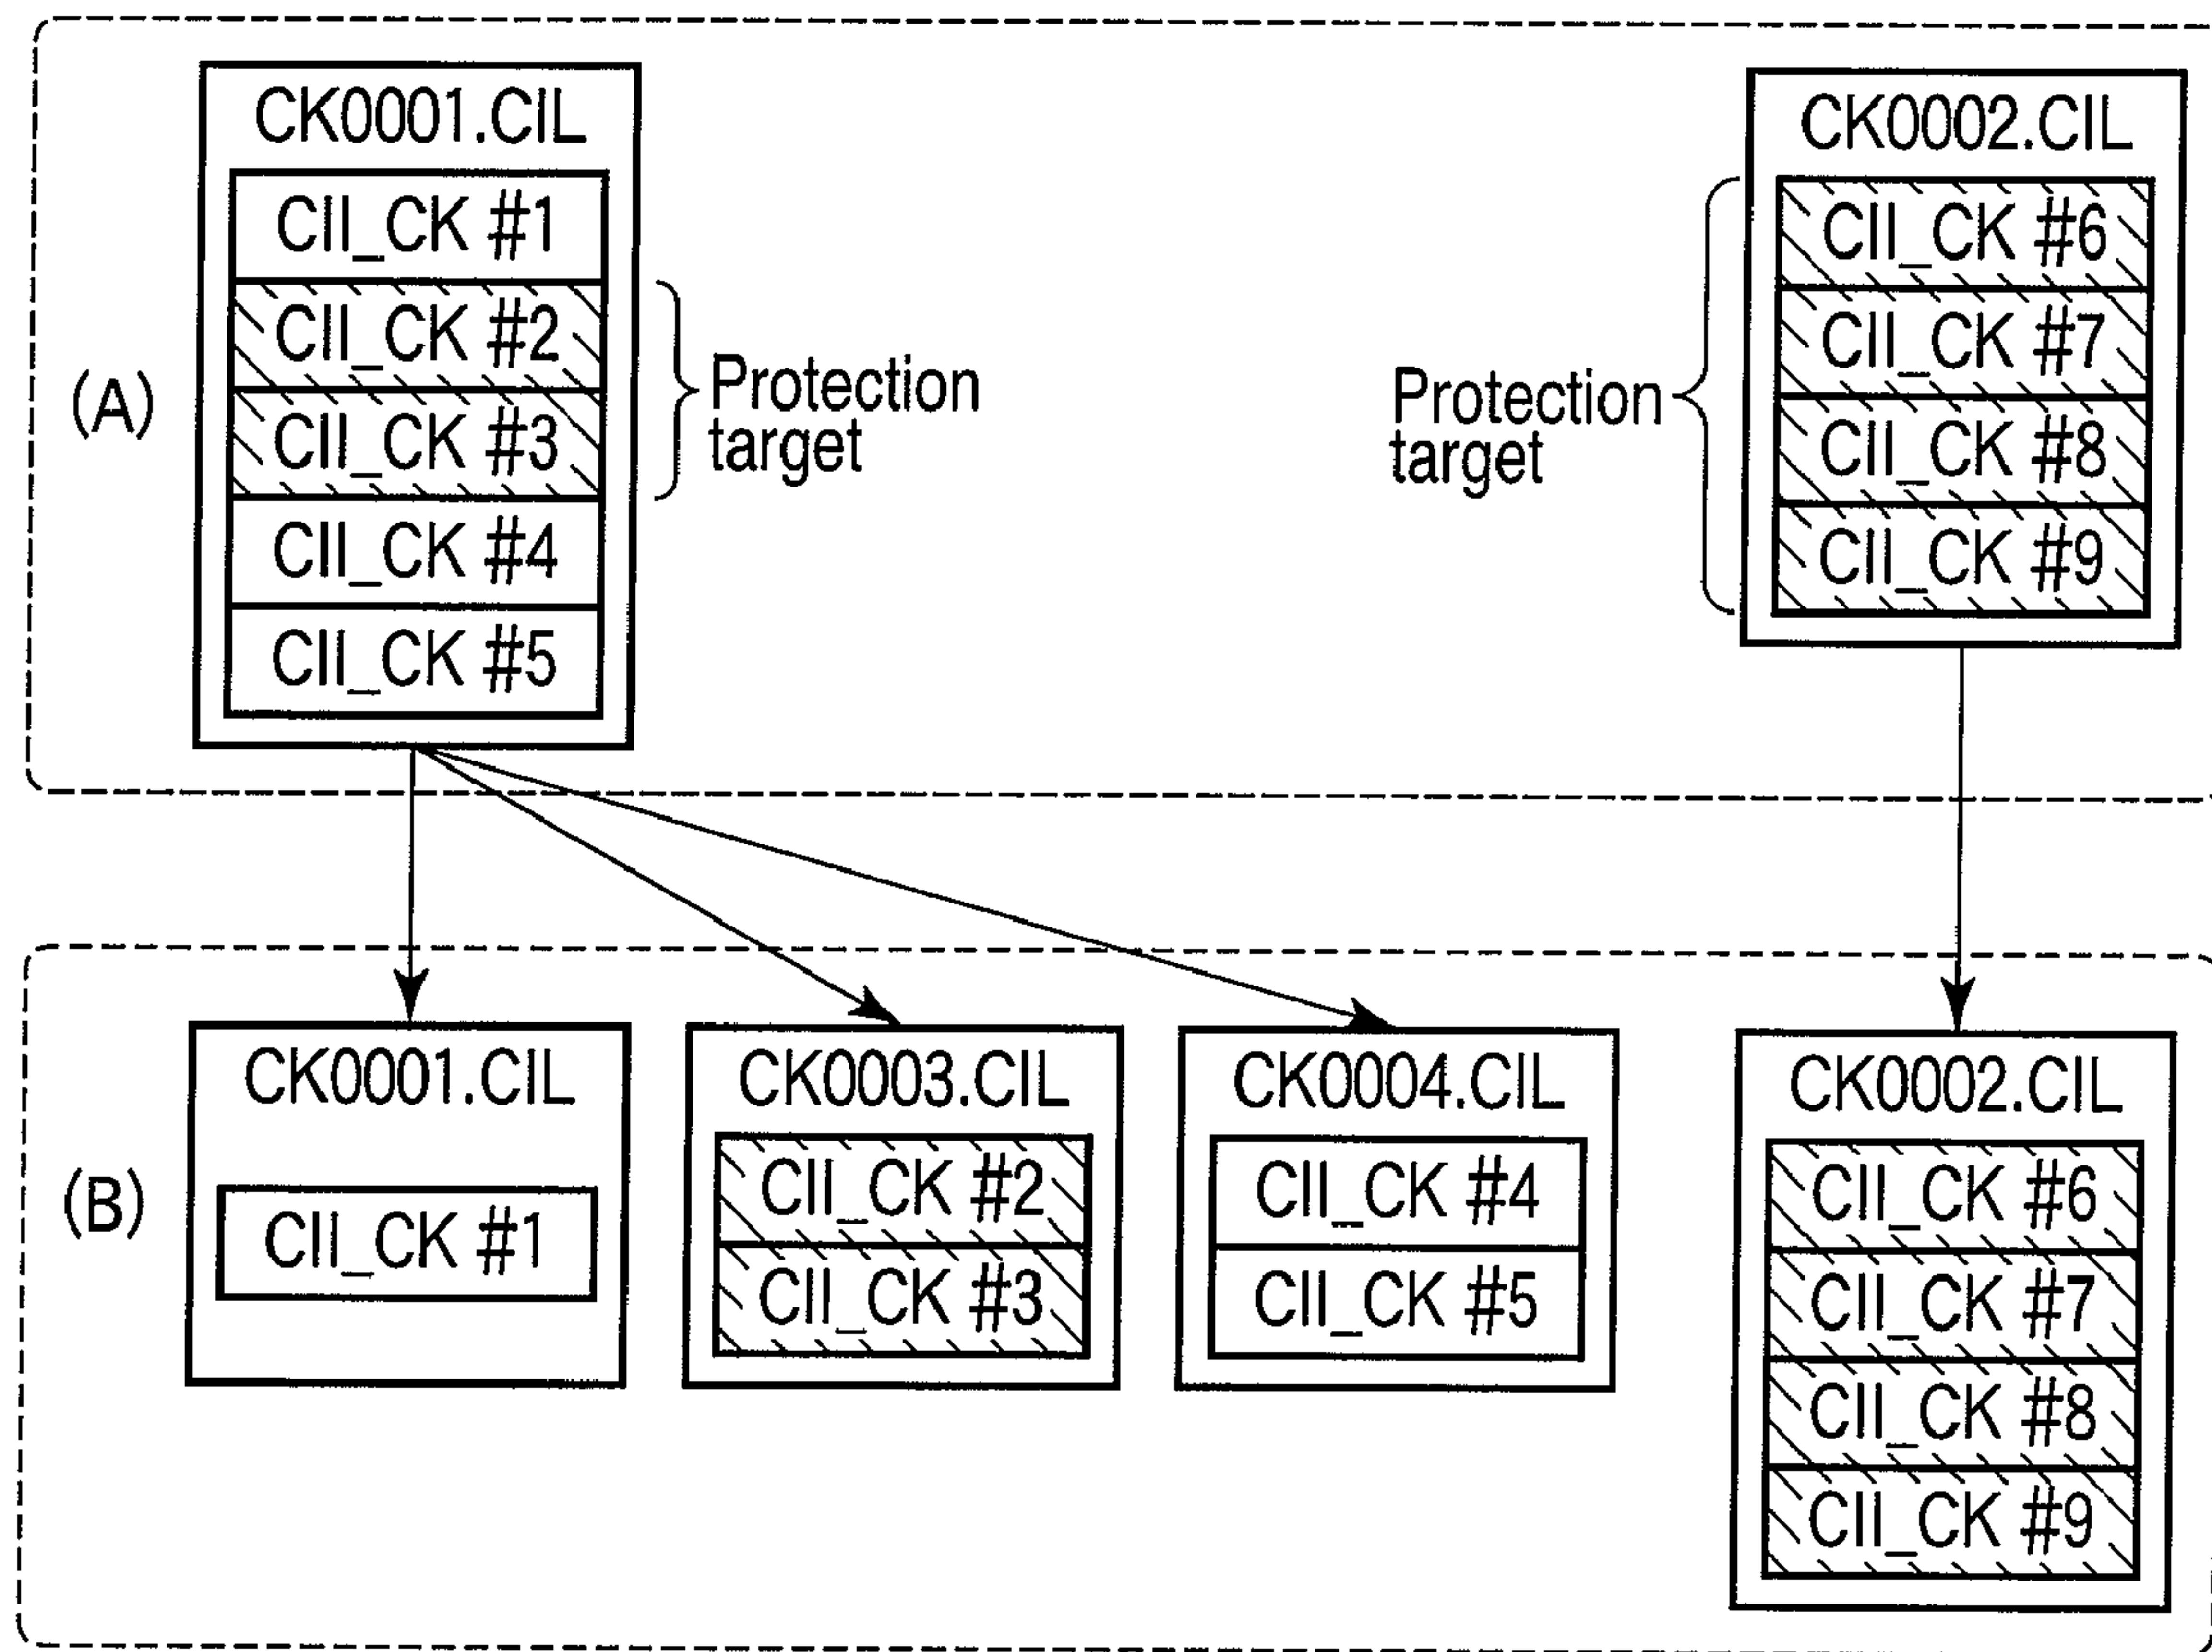 (A)
CK0001.CIL
CII_CK #1
CII_CK #2
CII_CK #3
CII_CK #4
CII_CK #5
Protection
target
Protection
target
CK0002.CIL
CII_CK #6
CII_CK #7
CII_CK #8
CII_CK #9
(B)
CK0001.CIL
CII_CK #1
CK0003.CIL
CII_CK #2
CII_CK #3
CK0004.CIL
CII_CK #4
CII_CK #5
CK0002.CIL
CII_CK #6
CII_CK #7
CII_CK #8
CII_CK #9